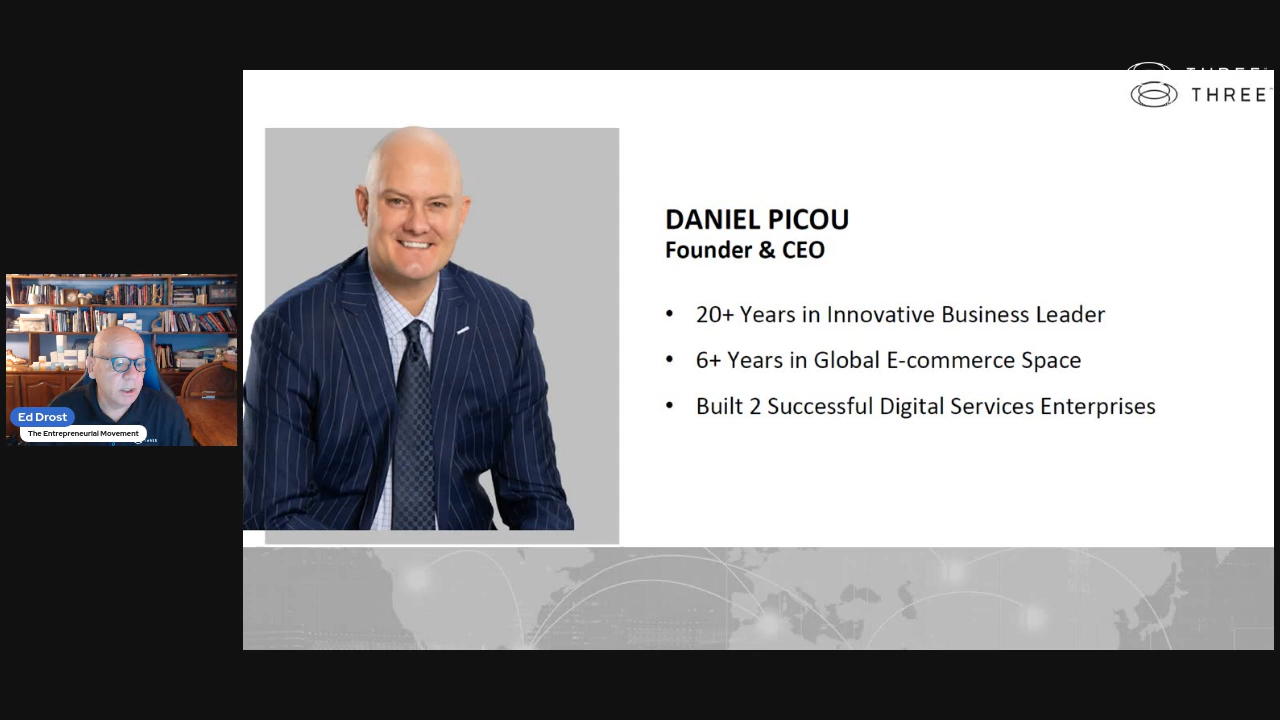 THREE
THREE
DANIEL PICOU
Founder & CEO
• 20+ Years in Innovative Business Leader
• 6+ Years in Global E-commerce Space
• Built 2 Successful Digital Services Enterprises
Ed Drost
The Entrepreneurial Movement